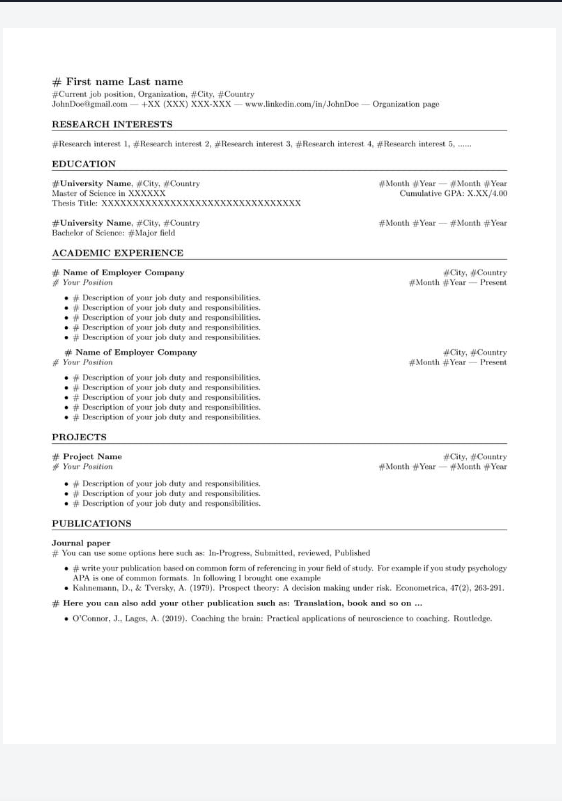 # First name Last name
#Current job position, Organization, #City, #Country
JohnDoe@gmail.com — +XX (XXX) XXX-XXX — www.linkedin.com/in/JohnDoe — Organization page
RESEARCH INTERESTS
#Research interest 1, #Research interest 2, #Research interest 3, #Research interest 4, #Research interest 5, ......
EDUCATION
#University Name, #City, #Country #Month #Year — #Month #Year
Master of Science in XXXXXX Cumulative GPA: X.XX/4.00
Thesis Title: XXXXXXXXXXXXXXXXXXXXXXXXXXXXXXXX
#University Name, #City, #Country #Month #Year — #Month #Year
Bachelor of Science: #Major field
ACADEMIC EXPERIENCE
# Name of Employer Company #City, #Country
# Your Position #Month #Year — Present
• # Description of your job duty and responsibilities.
• # Description of your job duty and responsibilities.
• # Description of your job duty and responsibilities.
• # Description of your job duty and responsibilities.
• # Description of your job duty and responsibilities.
# Name of Employer Company #City, #Country
# Your Position #Month #Year — Present
• # Description of your job duty and responsibilities.
• # Description of your job duty and responsibilities.
• # Description of your job duty and responsibilities.
• # Description of your job duty and responsibilities.
• # Description of your job duty and responsibilities.
PROJECTS
# Project Name #City, #Country
# Your Position #Month #Year — #Month #Year
• # Description of your job duty and responsibilities.
• # Description of your job duty and responsibilities.
• # Description of your job duty and responsibilities.
PUBLICATIONS
Journal paper
# You can use some options here such as: In-Progress, Submitted, reviewed, Published
• # write your publication based on common form of referencing in your field of study. For example if you study psychology
APA is one of common formats. In following I brought one example
• Kahnemann, D., & Tversky, A. (1979). Prospect theory: A decision making under risk. Econometrica, 47(2), 263-291.
# Here you can also add your other publication such as: Translation, book and so on ...
• O'Connor, J., Lages, A. (2019). Coaching the brain: Practical applications of neuroscience to coaching. Routledge.